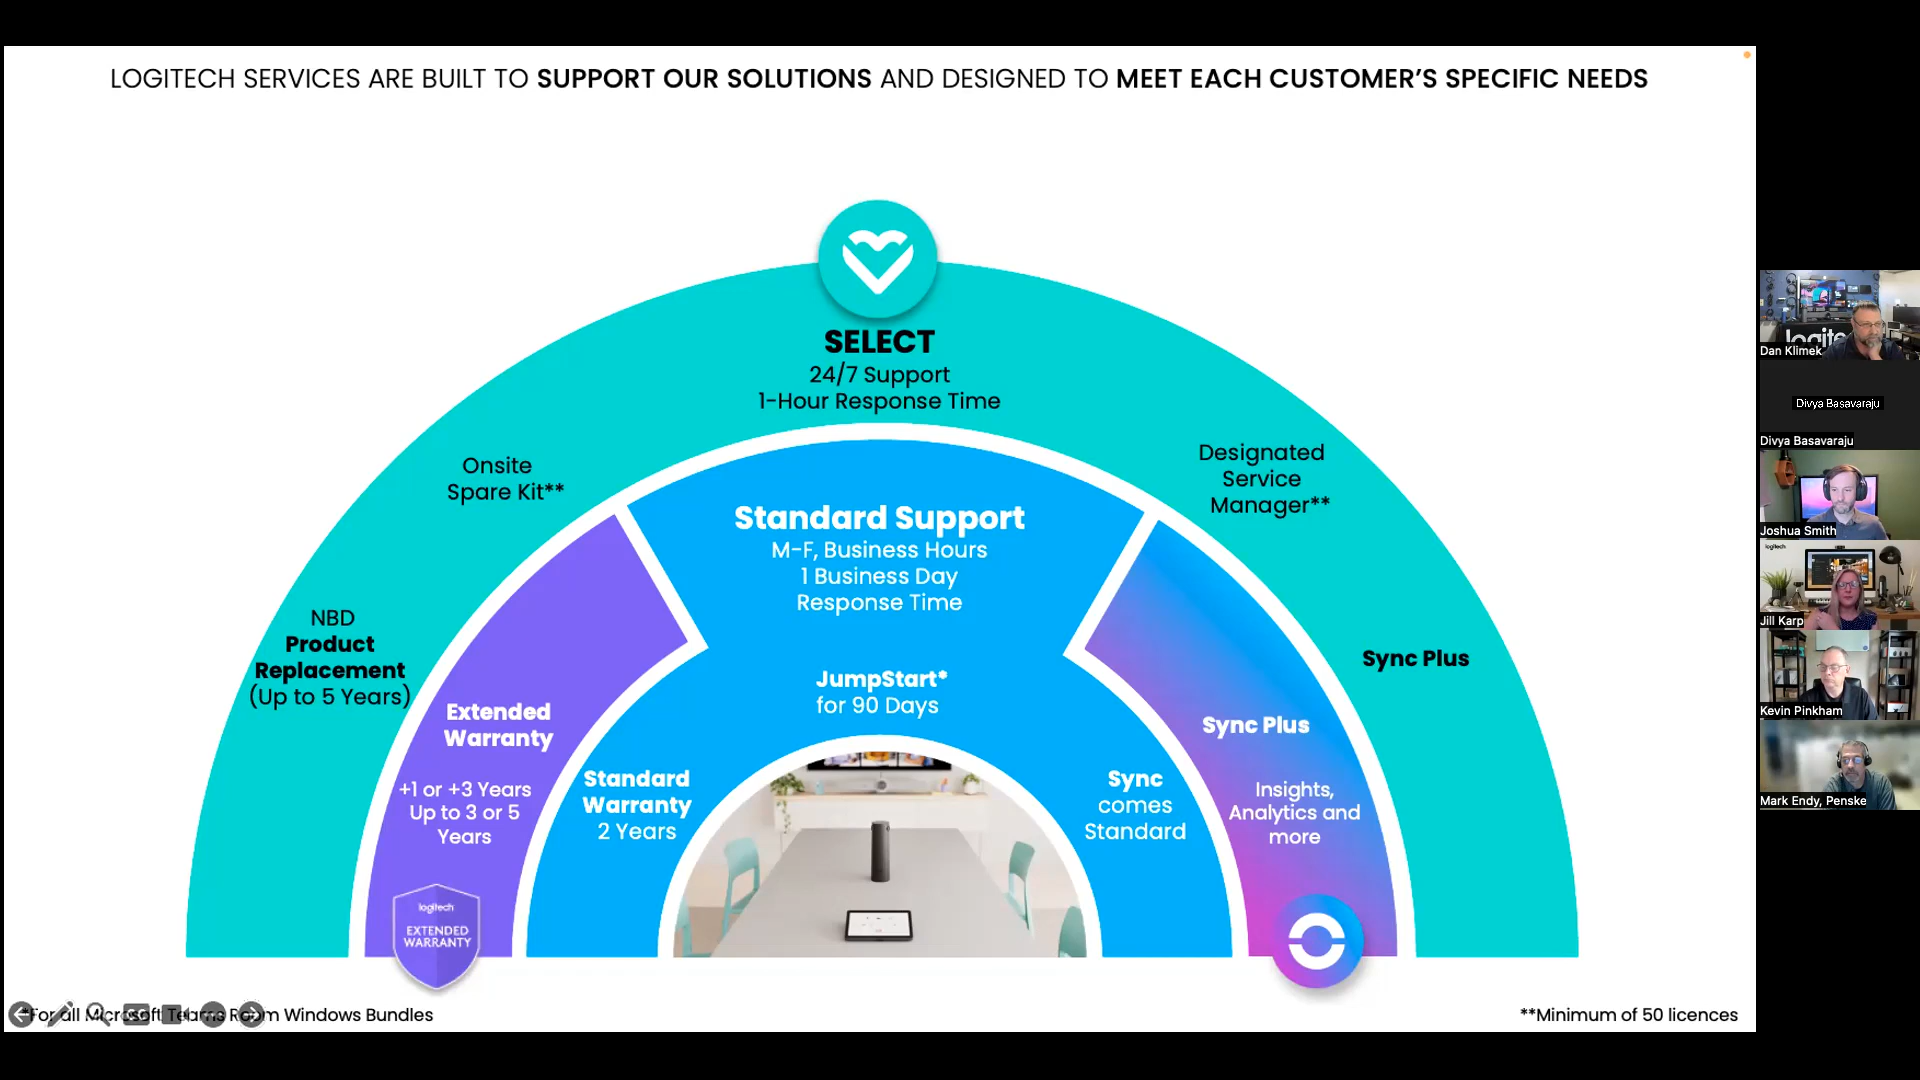 LOGITECH SERVICES ARE BUILT TO SUPPORT OUR SOLUTIONS AND DESIGNED TO MEET EACH CUSTOMER'S SPECIFIC NEEDS
SELECT
24/7 Support
1-Hour Response Time
Onsite
Spare Kit**
Designated
Service
Manager**
NBD
Product
Replacement
(Up to 5 Years)
Sync Plus
Standard Support
M-F, Business Hours
1 Business Day
Response Time
JumpStart*
for 90 Days
Extended
Warranty
+1 or +3 Years
Up to 3 or 5
Years
Standard
Warranty
2 Years
Sync
comes
Standard
Sync Plus
Insights,
Analytics and
more
logitech
EXTENDED
WARRANTY
*For all Microsoft Teams Room Windows Bundles
**Minimum of 50 licences
logite
Dan Klimek
Divya Basavaraju
Divya Basavaraju
Joshua Smith
logitech
Jill Karp
Kevin Pinkham
Mark Endy, Penske